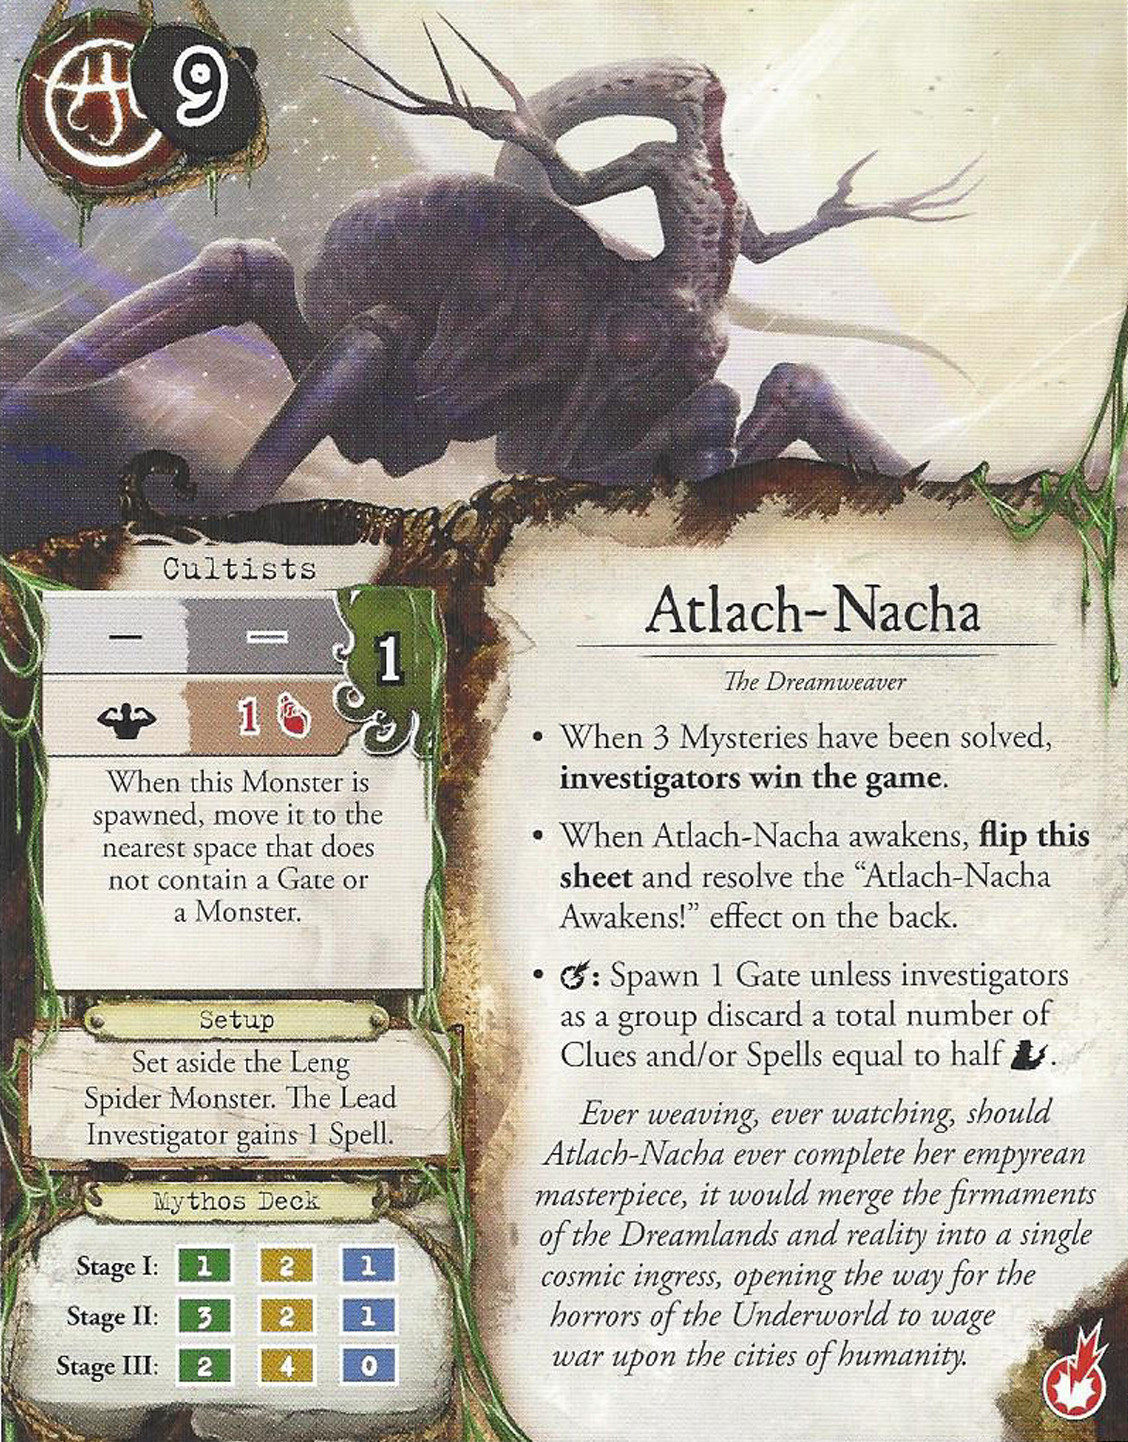 9
Cultists
1
1
When this Monster is
spawned, move it to the
nearest space that does
not contain a Gate or
a Monster.
Setup
Set aside the Leng
Spider Monster. The Lead
Investigator gains 1 Spell.
Mythos Deck
Stage I: 1 2 1
Stage II: 3 2 1
Stage III: 2 4 0
Atlach-Nacha
The Dreamweaver
• When 3 Mysteries have been solved,
investigators win the game.
• When Atlach-Nacha awakens, flip this
sheet and resolve the “Atlach-Nacha
Awakens!” effect on the back.
• : Spawn 1 Gate unless investigators
as a group discard a total number of
Clues and/or Spells equal to half .
Ever weaving, ever watching, should
Atlach-Nacha ever complete her empyrean
masterpiece, it would merge the firmaments
of the Dreamlands and reality into a single
cosmic ingress, opening the way for the
horrors of the Underworld to wage
war upon the cities of humanity.